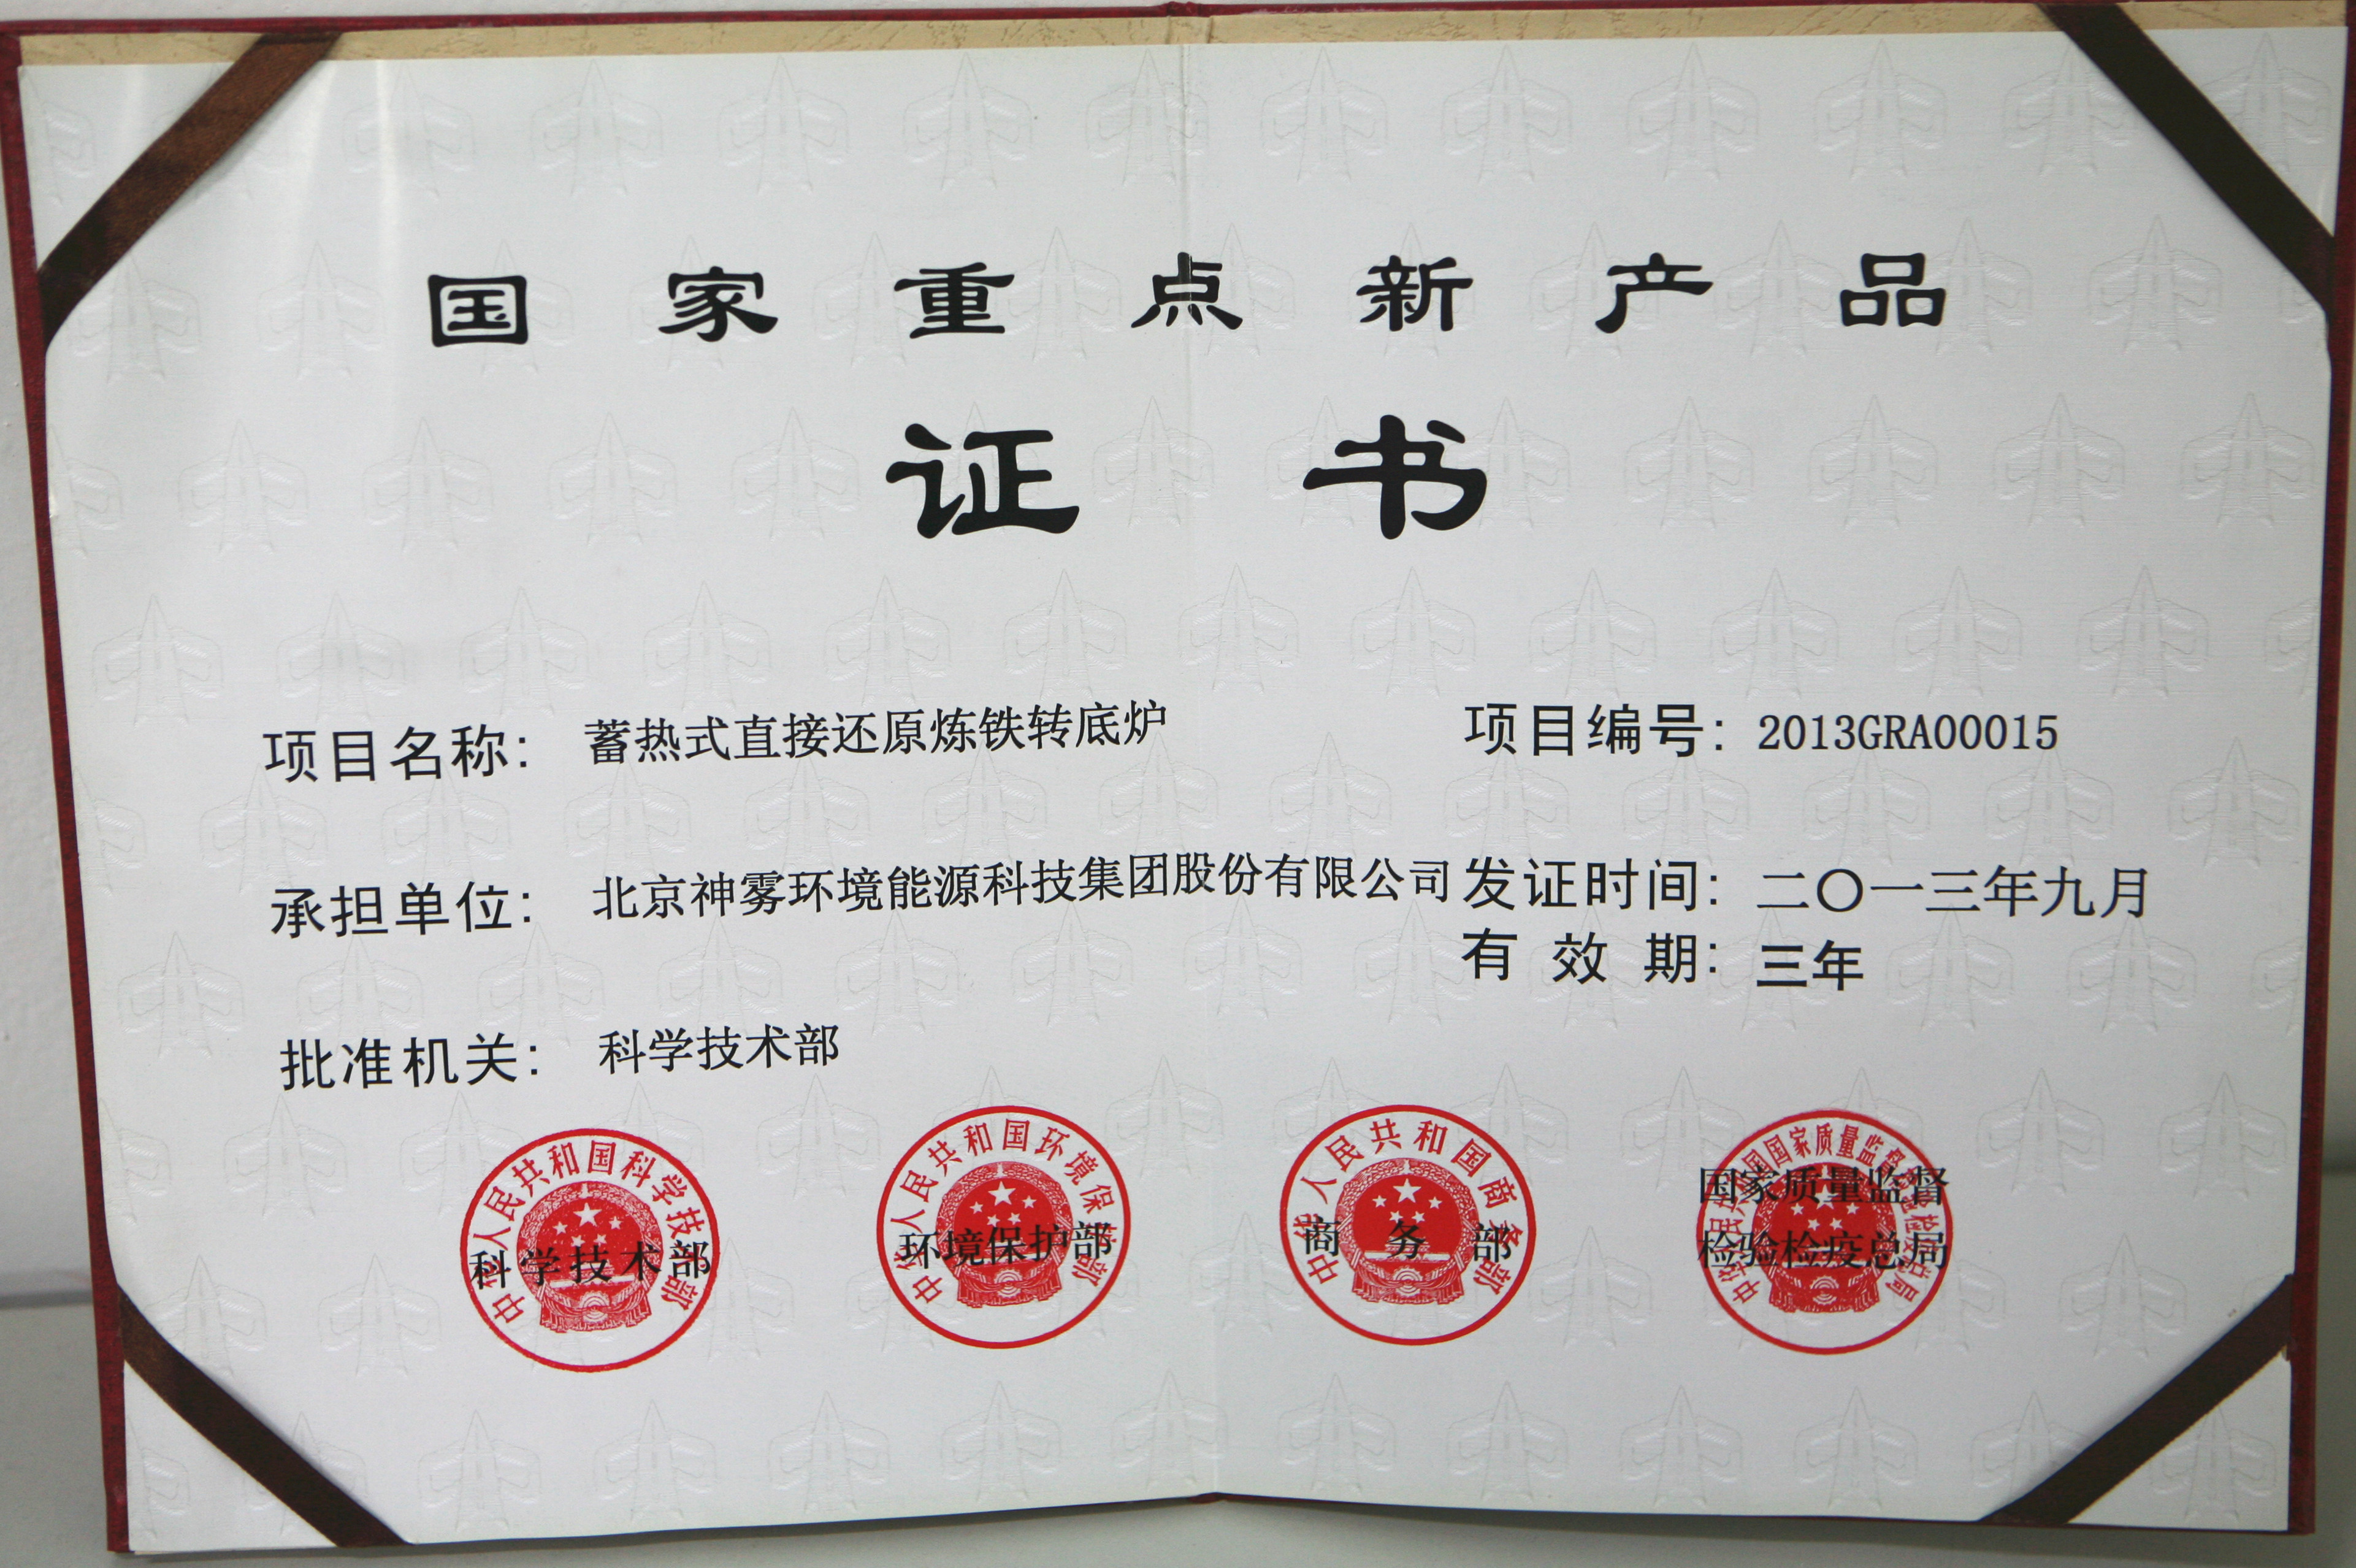 国家重点新产品
证书
项目名称: 蓄热式直接还原炼铁转底炉
项目编号: 2013GRA00015
承担单位: 北京神雾环境能源科技集团股份有限公司
发证时间: 二〇一三年九月
有效期: 三年
批准机关: 科学技术部
中华人民共和国科学技术部
科学技术部
中华人民共和国环境保护部
环境保护部
中华人民共和国商务部
商务部
国家质量监督
检验检疫总局